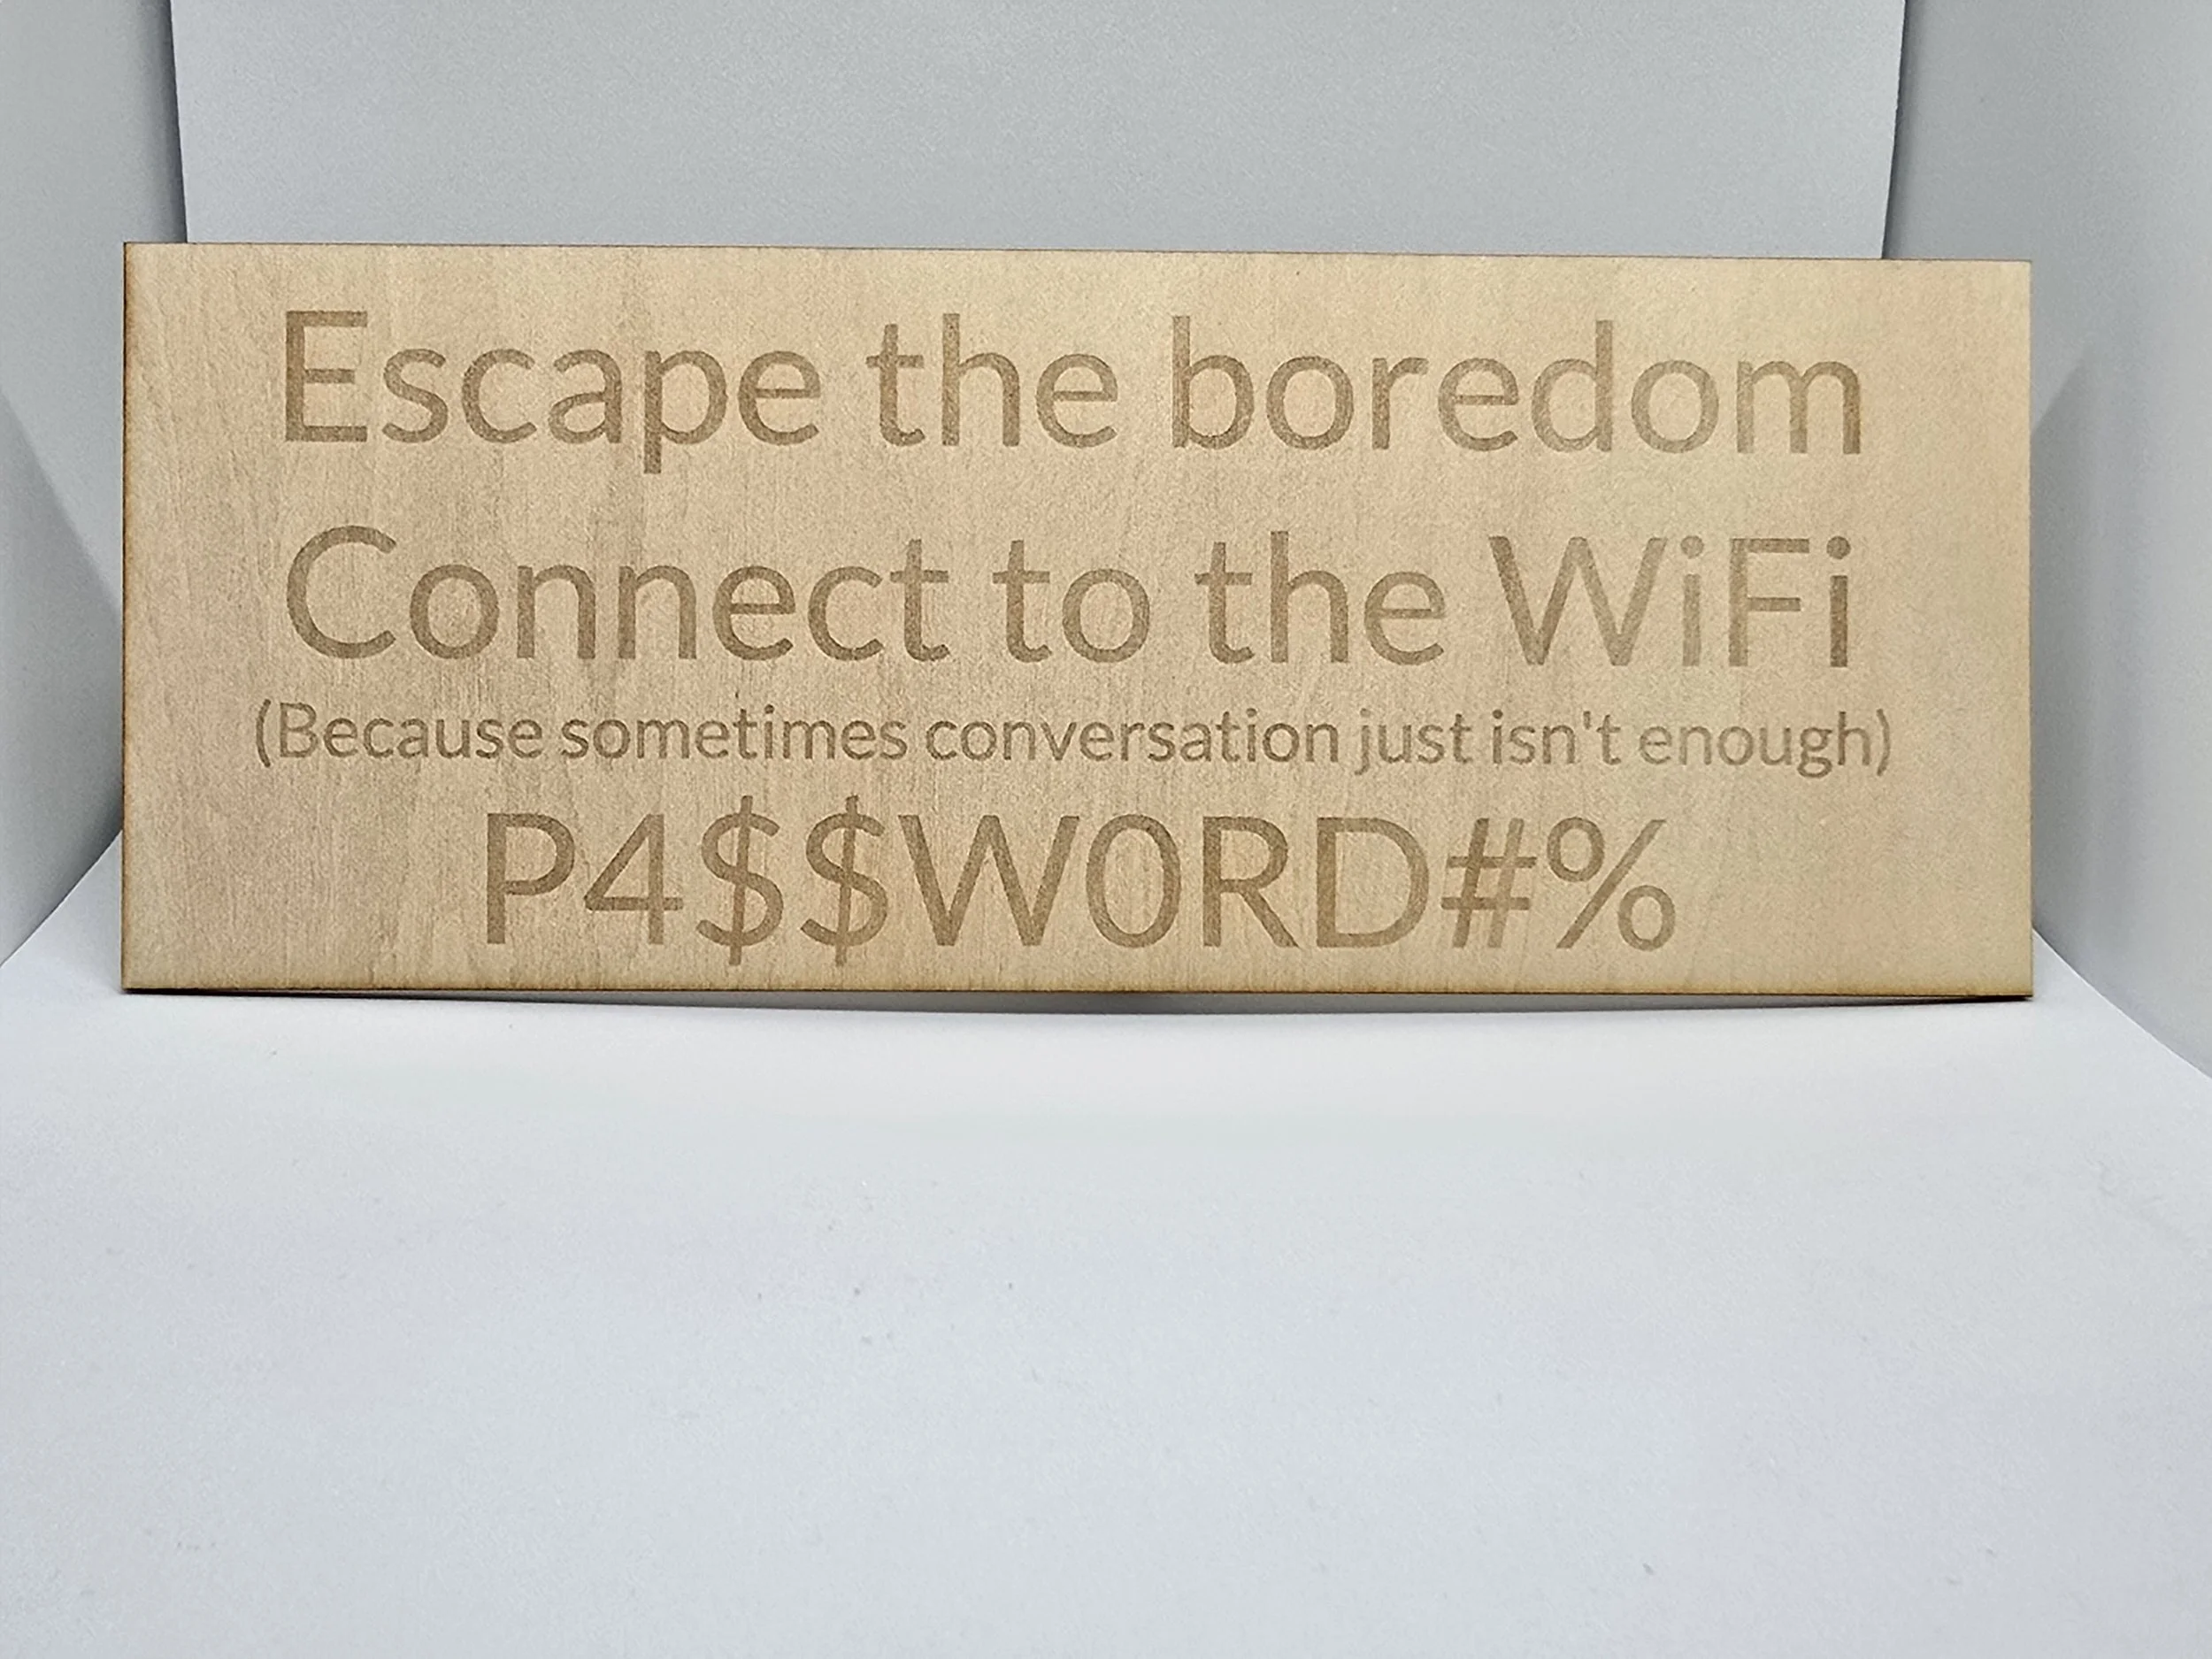 Escape the boredom
Connect to the WiFi
(Because sometimes conversation just isn't enough)
P4$$W0RD#%